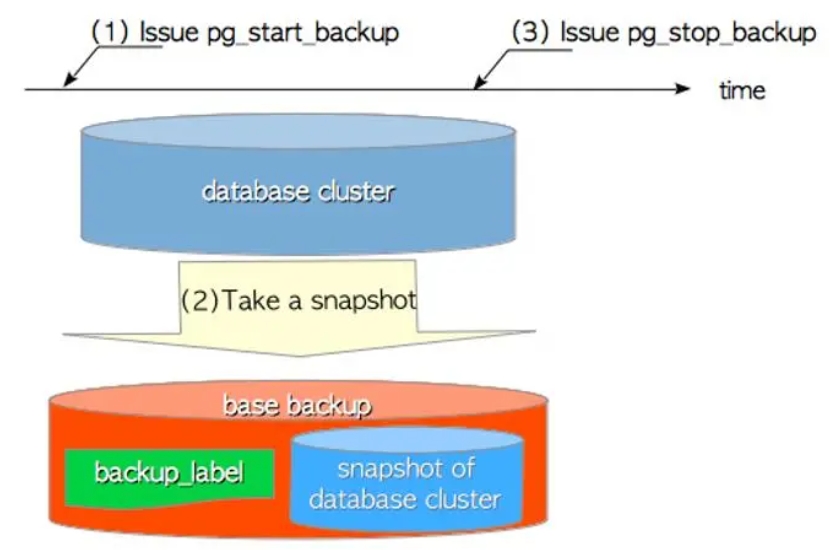 (1) Issue pg_start_backup
(3) Issue pg_stop_backup
time
database cluster
(2)Take a snapshot
base backup
backup_label
snapshot of
database cluster